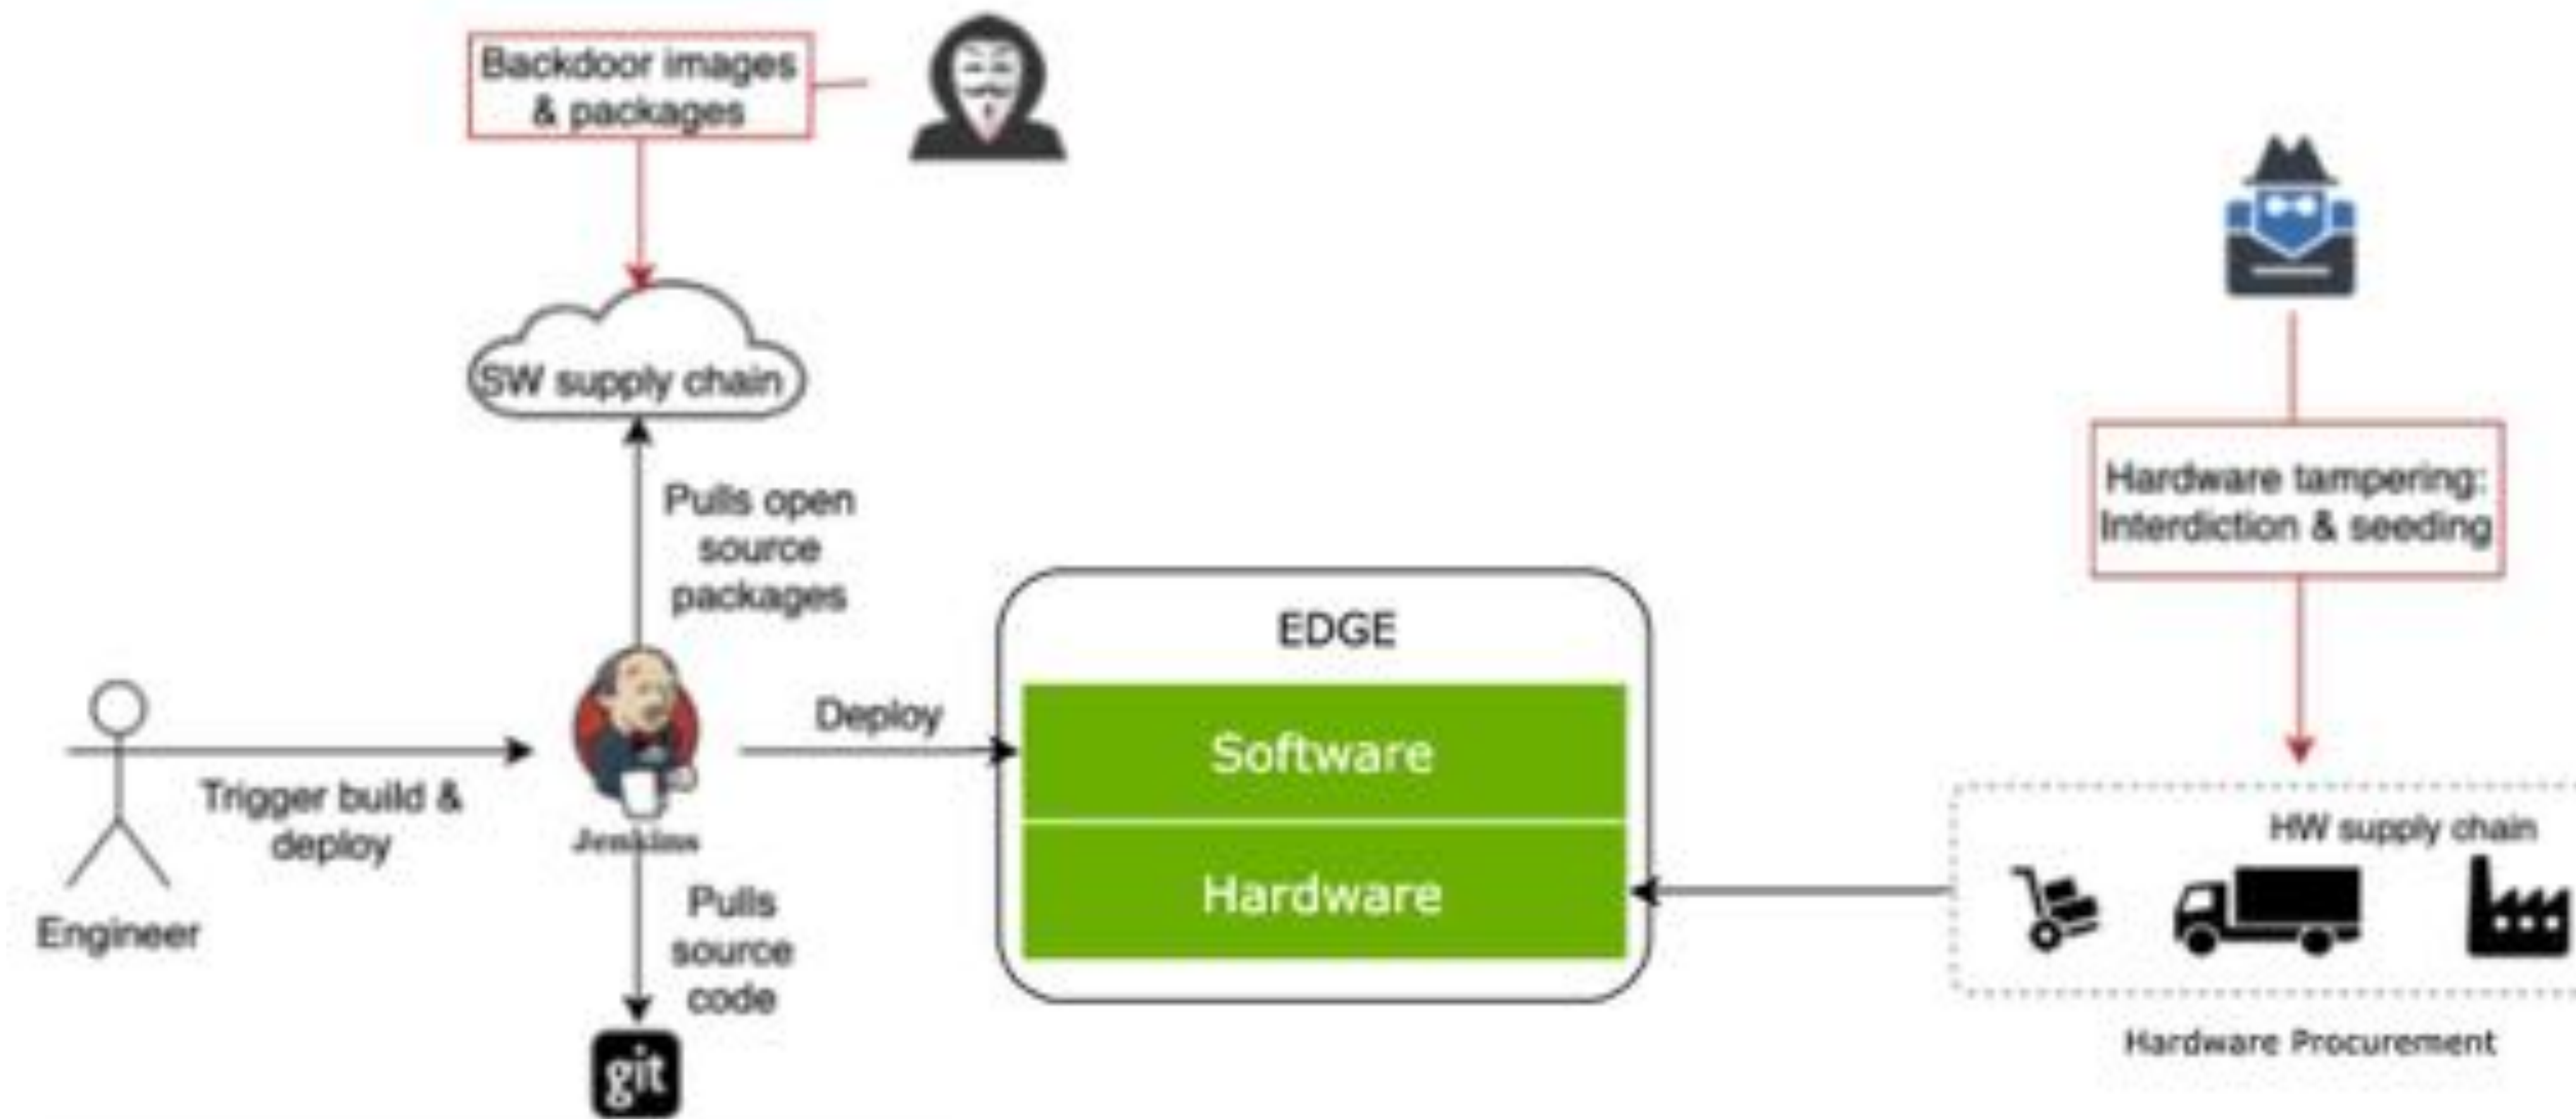 Backdoor images
& packages
SW supply chain
Pulls open
source
packages
Hardware tampering:
Interdiction & seeding
EDGE
Software
Hardware
Deploy
Trigger build &
deploy
Engineer
Jenkins
Pulls
source
code
git
HW supply chain
Hardware Procurement